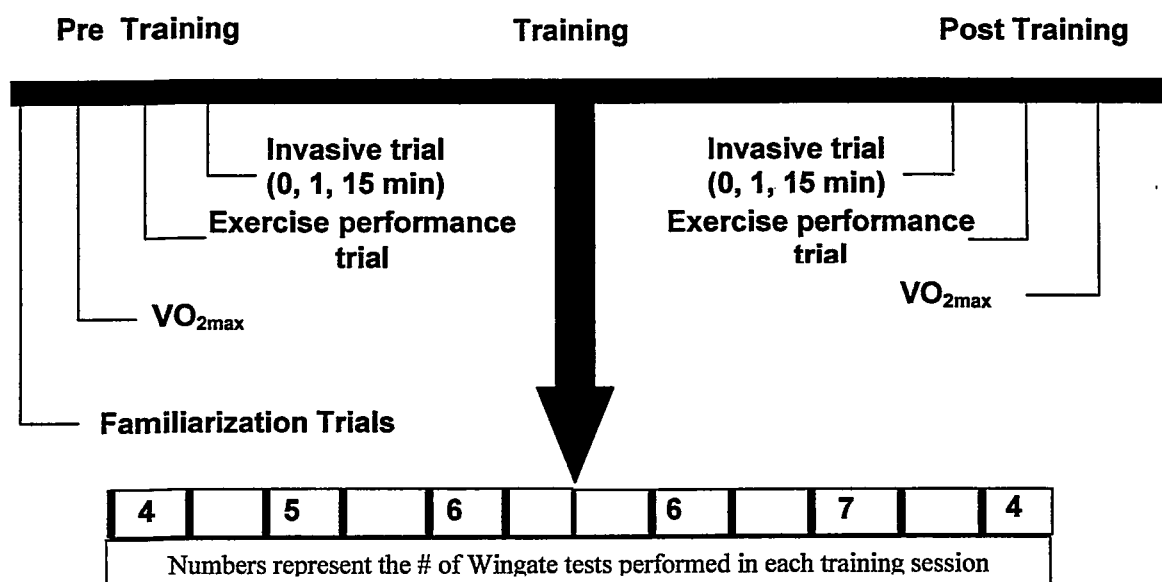 Pre Training
Training
Post Training
Invasive trial
(0, 1, 15 min)
Exercise performance
trial
VO2max
Familiarization Trials
Invasive trial
(0, 1, 15 min)
Exercise performance
trial
VO2max
4 5 6 6 7 4
Numbers represent the # of Wingate tests performed in each training session